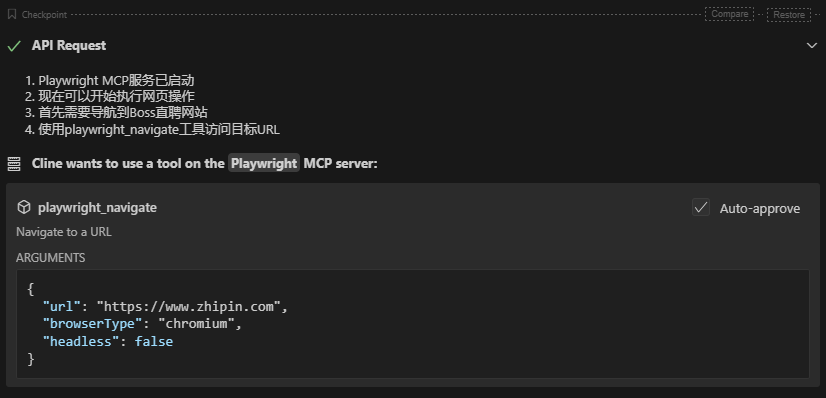 Checkpoint
Compare
Restore
API Request
1. Playwright MCP服务已启动
2. 现在可以开始执行网页操作
3. 首先需要导航到Boss直聘网站
4. 使用playwright_navigate工具访问目标URL
Cline wants to use a tool on the Playwright MCP server:
playwright_navigate
Auto-approve
Navigate to a URL
ARGUMENTS
{
"url": "https://www.zhipin.com",
"browserType": "chromium",
"headless": false
}